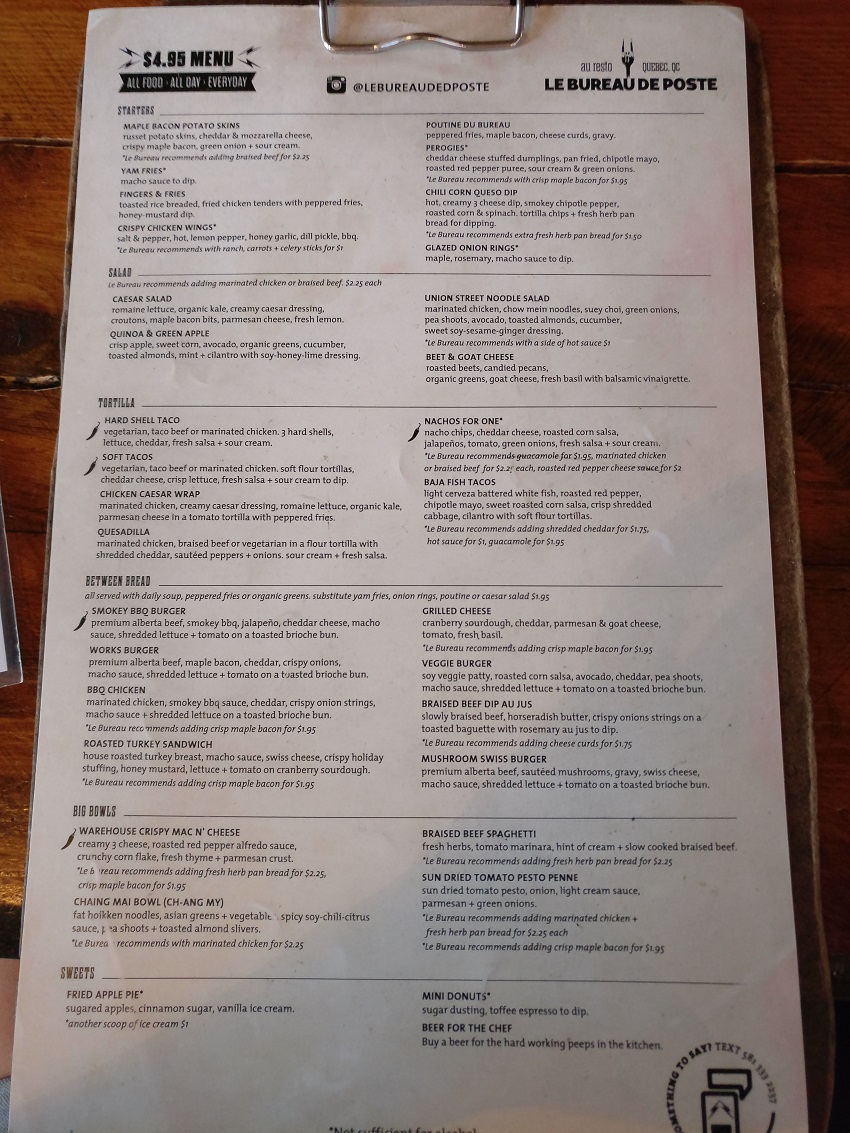 $4.95 MENU
ALL FOOD · ALL DAY · EVERYDAY
@LEBUREAUDEDPOSTE
au resto QUEBEC, QC
LE BUREAU DE POSTE
STARTERS
MAPLE BACON POTATO SKINS
russet potato skins, cheddar & mozzarella cheese,
crispy maple bacon, green onion + sour cream.
*Le Bureau recommends adding braised beef for $2.25
YAM FRIES*
macho sauce to dip.
FINGERS & FRIES
toasted rice breaded, fried chicken tenders with peppered fries,
honey-mustard dip.
CRISPY CHICKEN WINGS*
salt & pepper, hot, lemon pepper, honey garlic, dill pickle, bbq.
*Le Bureau recommends with ranch, carrots + celery sticks for $1
POUTINE DU BUREAU
peppered fries, maple bacon, cheese curds, gravy.
PEROGIES*
cheddar cheese stuffed dumplings, pan fried, chipotle mayo,
roasted red pepper puree, sour cream & green onions.
*Le Bureau recommends with crisp maple bacon for $1.95
CHILI CORN QUESO DIP
hot, creamy 3 cheese dip, smokey chipotle pepper,
roasted corn & spinach. tortilla chips + fresh herb pan
bread for dipping.
*Le Bureau recommends extra fresh herb pan bread for $1.50
GLAZED ONION RINGS*
maple, rosemary, macho sauce to dip.
SALAD
Le Bureau recommends adding marinated chicken or braised beef. $2.25 each
CAESAR SALAD
romaine lettuce, organic kale, creamy caesar dressing,
croutons, maple bacon bits, parmesan cheese, fresh lemon.
QUINOA & GREEN APPLE
crisp apple, sweet corn, avocado, organic greens, cucumber,
toasted almonds, mint + cilantro with soy-honey-lime dressing.
UNION STREET NOODLE SALAD
marinated chicken, chow mein noodles, suey choi, green onions,
pea shoots, avocado, toasted almonds, cucumber,
sweet soy-sesame-ginger dressing.
*Le Bureau recommends with a side of hot sauce $1
BEET & GOAT CHEESE
roasted beets, candied pecans,
organic greens, goat cheese, fresh basil with balsamic vinaigrette.
TORTILLA
HARD SHELL TACO
vegetarian, taco beef or marinated chicken. 3 hard shells,
lettuce, cheddar, fresh salsa + sour cream.
SOFT TACOS
vegetarian, taco beef or marinated chicken. soft flour tortillas,
cheddar cheese, crisp lettuce, fresh salsa + sour cream to dip.
CHICKEN CAESAR WRAP
marinated chicken, creamy caesar dressing, romaine lettuce, organic kale,
parmesan cheese in a tomato tortilla with peppered fries.
QUESADILLA
marinated chicken, braised beef or vegetarian in a flour tortilla with
shredded cheddar, sautéed peppers + onions. sour cream + fresh salsa.
NACHOS FOR ONE*
nacho chips, cheddar cheese, roasted corn salsa,
jalapeños, tomato, green onions, fresh salsa + sour cream.
*Le Bureau recommends guacamole for $1.95, marinated chicken
or braised beef for $2.25 each, roasted red pepper cheese sauce for $2
BAJA FISH TACOS
light cerveza battered white fish, roasted red pepper,
chipotle mayo, sweet roasted corn salsa, crisp shredded
cabbage, cilantro with soft flour tortillas.
*Le Bureau recommends adding shredded cheddar for $1.75,
hot sauce for $1, guacamole for $1.95
BETWEEN BREAD
all served with daily soup, peppered fries or organic greens. substitute yam fries, onion rings, poutine or caesar salad $1.95
SMOKEY BBQ BURGER
premium alberta beef, smokey bbq, jalapeño, cheddar cheese, macho
sauce, shredded lettuce + tomato on a toasted brioche bun.
WORKS BURGER
premium alberta beef, maple bacon, cheddar, crispy onions,
macho sauce, shredded lettuce + tomato on a toasted brioche bun.
BBQ CHICKEN
marinated chicken, smokey bbq sauce, cheddar, crispy onion strings,
macho sauce + shredded lettuce on a toasted brioche bun.
*Le Bureau recommends adding crisp maple bacon for $1.95
ROASTED TURKEY SANDWICH
house roasted turkey breast, macho sauce, swiss cheese, crispy holiday
stuffing, honey mustard, lettuce + tomato on cranberry sourdough.
*Le Bureau recommends adding crisp maple bacon for $1.95
GRILLED CHEESE
cranberry sourdough, cheddar, parmesan & goat cheese,
tomato, fresh basil.
*Le Bureau recommends adding crisp maple bacon for $1.95
VEGGIE BURGER
soy veggie patty, roasted corn salsa, avocado, cheddar, pea shoots,
macho sauce, shredded lettuce + tomato on a toasted brioche bun.
BRAISED BEEF DIP AU JUS
slowly braised beef, horseradish butter, crispy onions strings on a
toasted baguette with rosemary au jus to dip.
*Le Bureau recommends adding cheese curds for $1.75
MUSHROOM SWISS BURGER
premium alberta beef, sautéed mushrooms, gravy, swiss cheese,
macho sauce, shredded lettuce + tomato on a toasted brioche bun.
BIG BOWLS
WAREHOUSE CRISPY MAC N' CHEESE
creamy 3 cheese, roasted red pepper alfredo sauce,
crunchy corn flake, fresh thyme + parmesan crust.
*Le Bureau recommends adding fresh herb pan bread for $2.25,
crisp maple bacon for $1.95
CHAING MAI BOWL (CH-ANG MY)
fat hoikken noodles, asian greens + vegetable spicy soy-chili-citrus
sauce, pea shoots + toasted almond slivers.
*Le Bureau recommends with marinated chicken for $2.25
BRAISED BEEF SPAGHETTI
fresh herbs, tomato marinara, hint of cream + slow cooked braised beef.
*Le Bureau recommends adding fresh herb pan bread for $2.25
SUN DRIED TOMATO PESTO PENNE
sun dried tomato pesto, onion, light cream sauce,
parmesan + green onions.
*Le Bureau recommends adding marinated chicken +
fresh herb pan bread for $2.25 each
*Le Bureau recommends adding crisp maple bacon for $1.95
SWEETS
FRIED APPLE PIE*
sugared apples, cinnamon sugar, vanilla ice cream.
*another scoop of ice cream $1
MINI DONUTS*
sugar dusting, toffee espresso to dip.
BEER FOR THE CHEF
Buy a beer for the hard working peeps in the kitchen.
OMETHING TO SAY? TEXT 581
*Not sufficient for alcohol